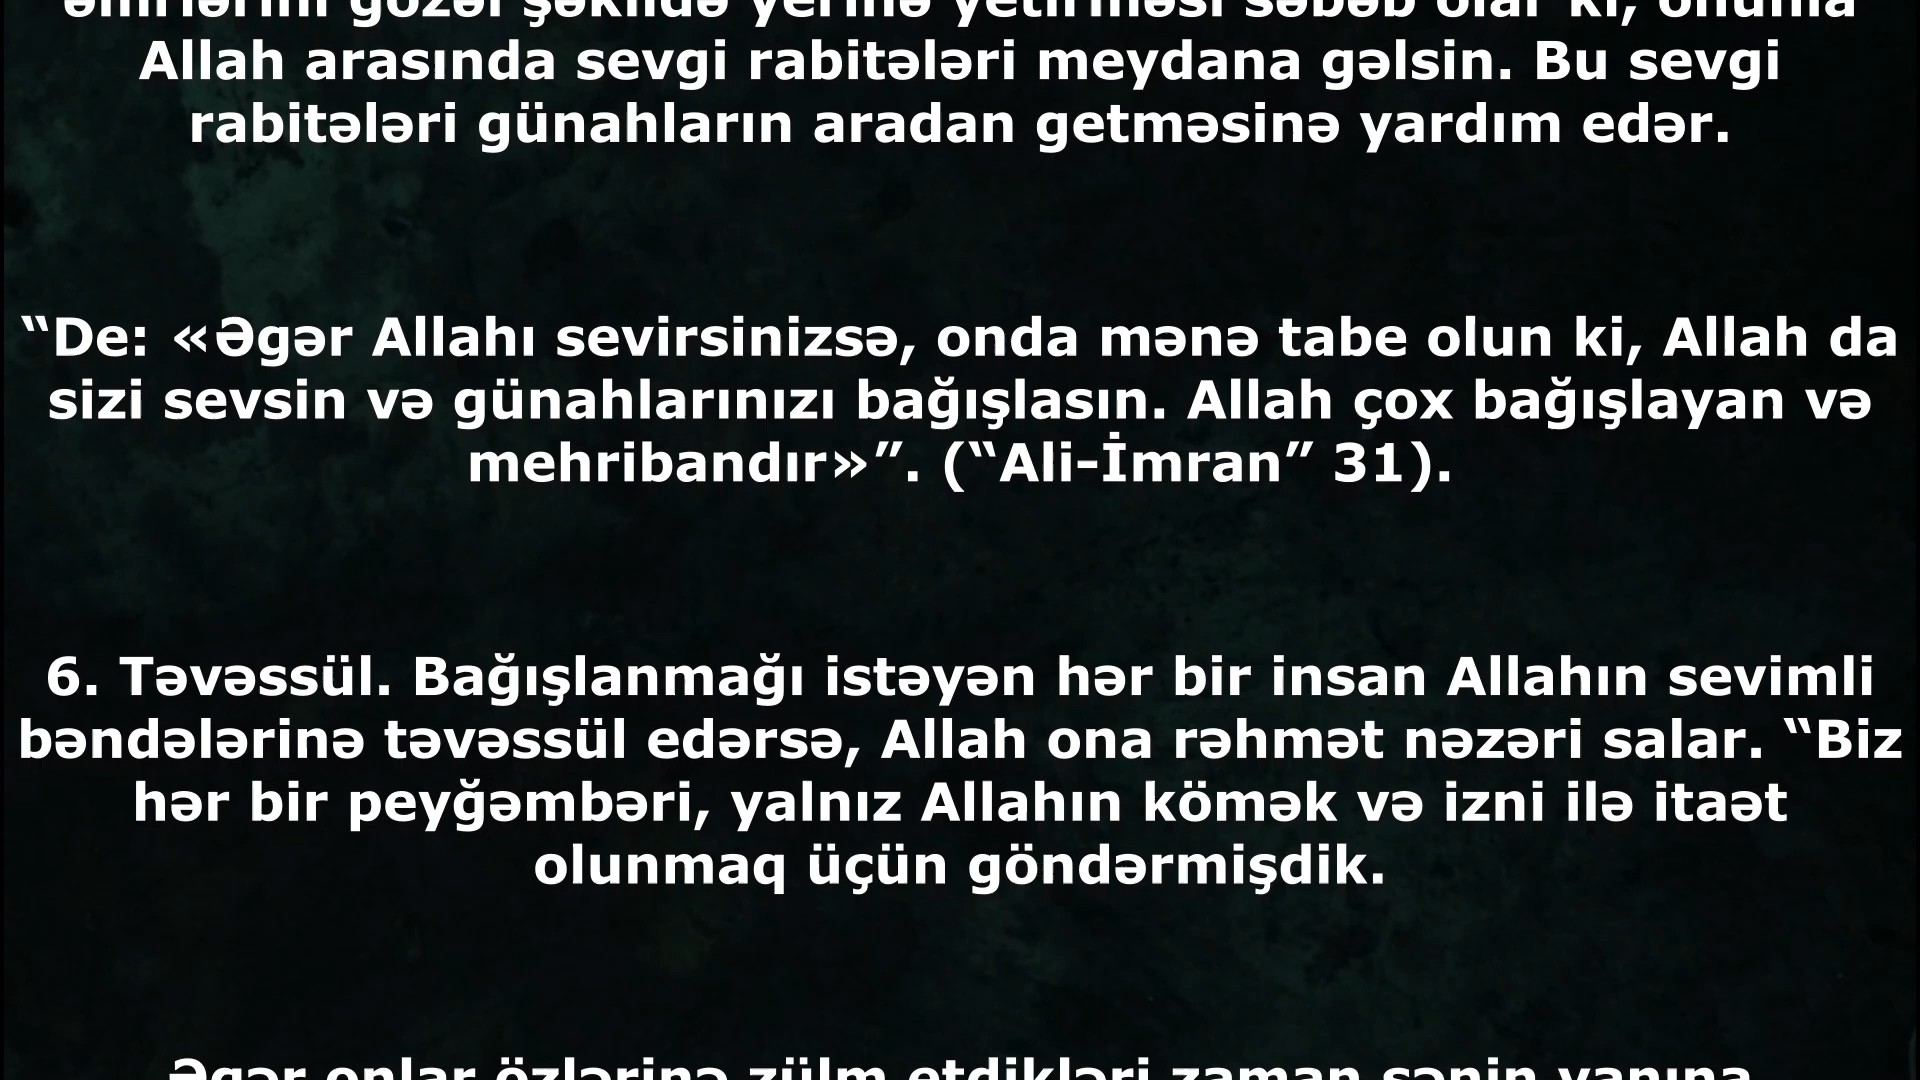 əmrlərini gözəl şəkildə yerinə yetirməsi səbəb olar ki, onunla
Allah arasında sevgi rabitələri meydana gəlsin. Bu sevgi
rabitələri günahların aradan getməsinə yardım edər.
“De: «Əgər Allahı sevirsinizsə, onda mənə tabe olun ki, Allah da
sizi sevsin və günahlarınızı bağışlasın. Allah çox bağışlayan və
mehribandır»”. (“Ali-İmran” 31).
6. Təvəssül. Bağışlanmağı istəyən hər bir insan Allahın sevimli
bəndələrinə təvəssül edərsə, Allah ona rəhmət nəzəri salar. “Biz
hər bir peyğəmbəri, yalnız Allahın kömək və izni ilə itaət
olunmaq üçün göndərmişdik.
Əgər onlar özlərinə zülm etdikləri zaman sənin yanına